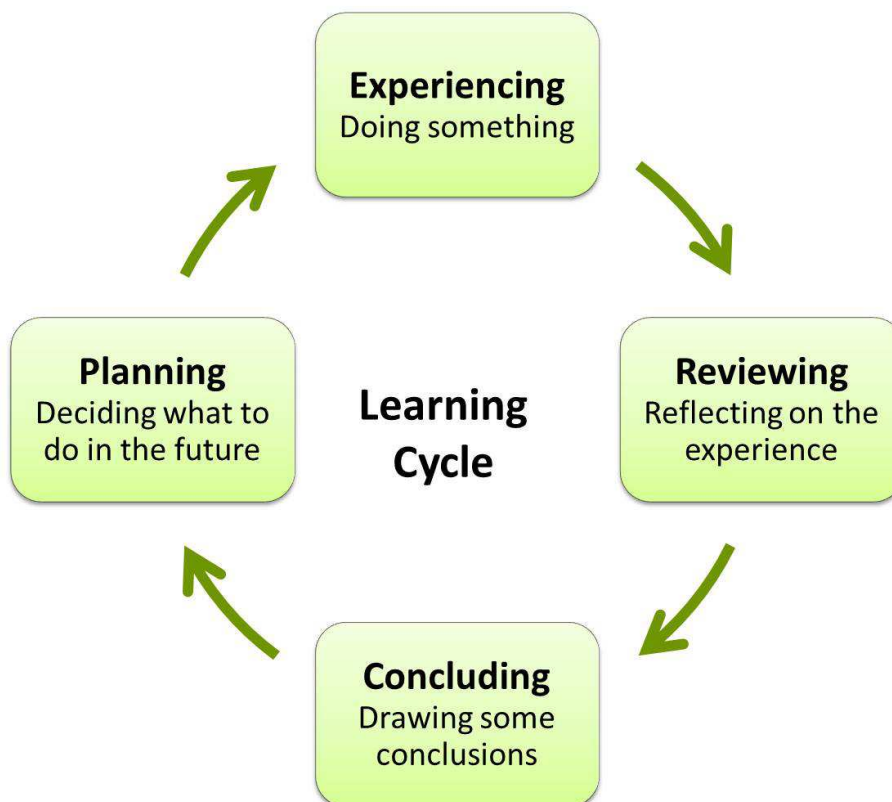 Experiencing
Doing something
Planning
Deciding what to
do in the future
Learning
Cycle
Reviewing
Reflecting on the
experience
Concluding
Drawing some
conclusions